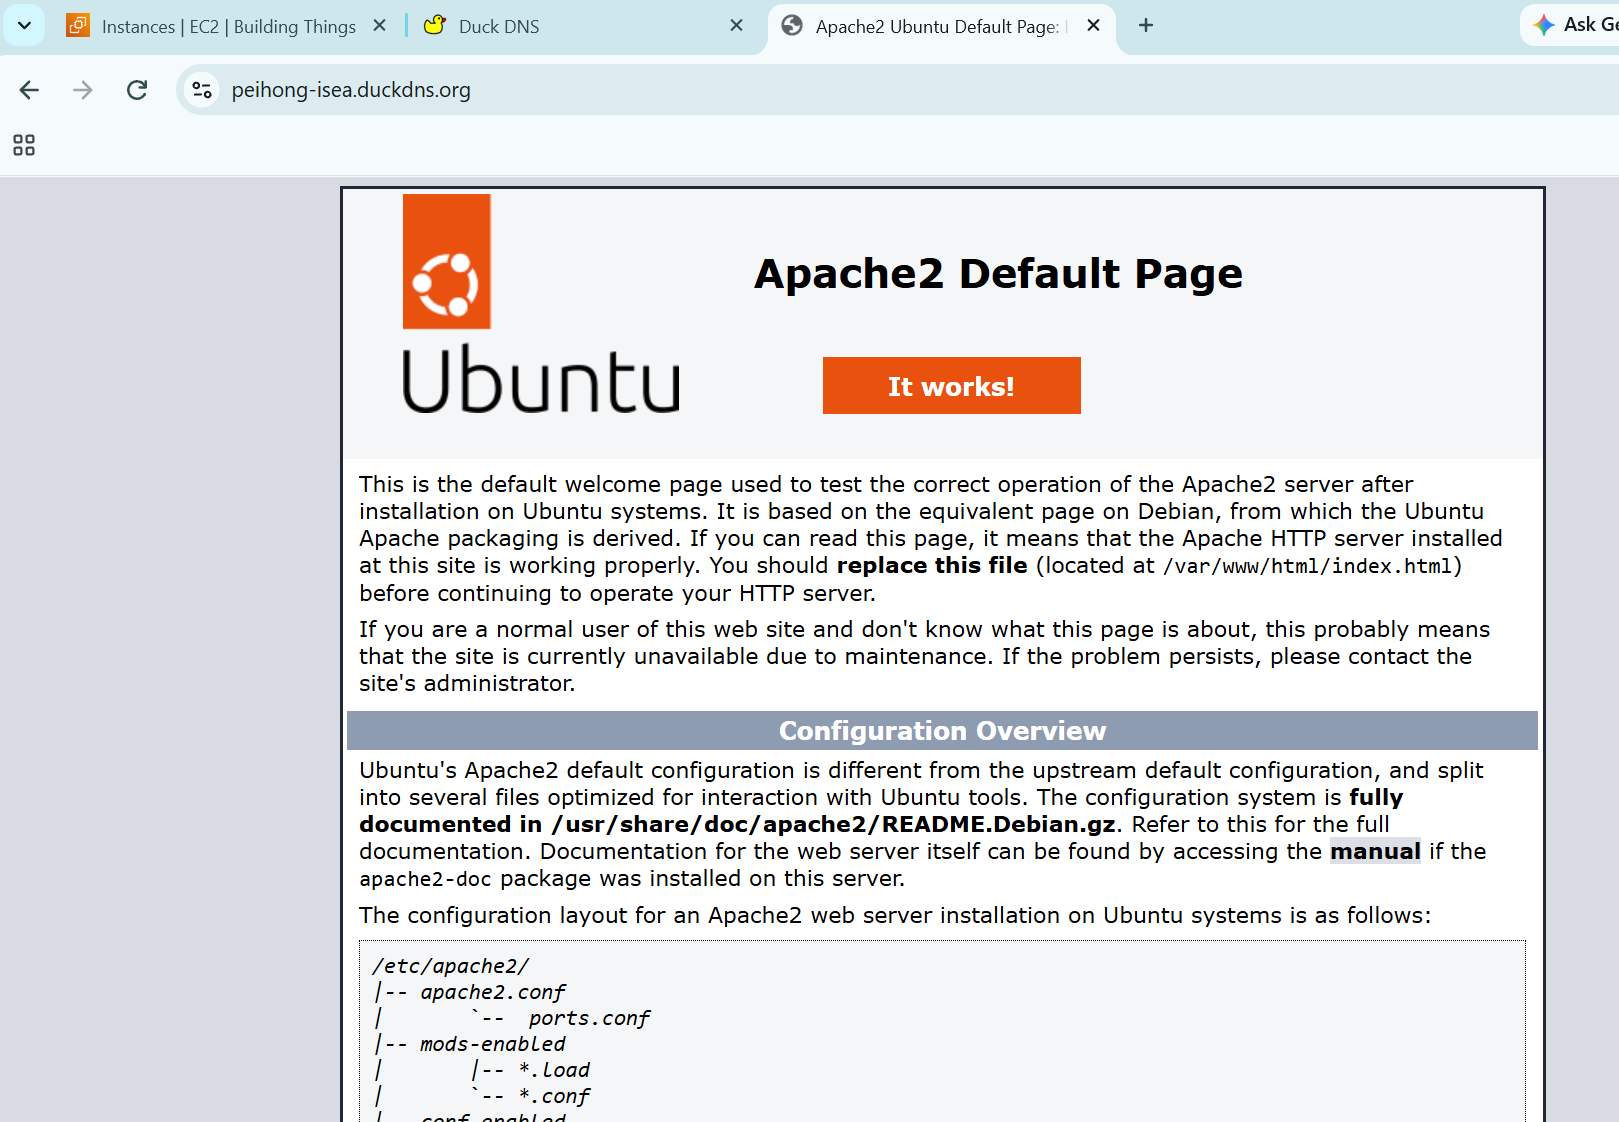 Instances | EC2 | Building Things
Duck DNS
Apache2 Ubuntu Default Page:
Ask
peihong-isea.duckdns.org
Ubuntu
Apache2 Default Page
It works!
This is the default welcome page used to test the correct operation of the Apache2 server after
installation on Ubuntu systems. It is based on the equivalent page on Debian, from which the Ubuntu
Apache packaging is derived. If you can read this page, it means that the Apache HTTP server installed
at this site is working properly. You should replace this file (located at /var/www/html/index.html)
before continuing to operate your HTTP server.
If you are a normal user of this web site and don't know what this page is about, this probably means
that the site is currently unavailable due to maintenance. If the problem persists, please contact the
site's administrator.
Configuration Overview
Ubuntu's Apache2 default configuration is different from the upstream default configuration, and split
into several files optimized for interaction with Ubuntu tools. The configuration system is fully
documented in /usr/share/doc/apache2/README.Debian.gz. Refer to this for the full
documentation. Documentation for the web server itself can be found by accessing the manual if the
apache2-doc package was installed on this server.
The configuration layout for an Apache2 web server installation on Ubuntu systems is as follows:
/etc/apache2/
|-- apache2.conf
|       `--  ports.conf
|-- mods-enabled
|       |-- *.load
|       `-- *.conf
|-- conf-enabled